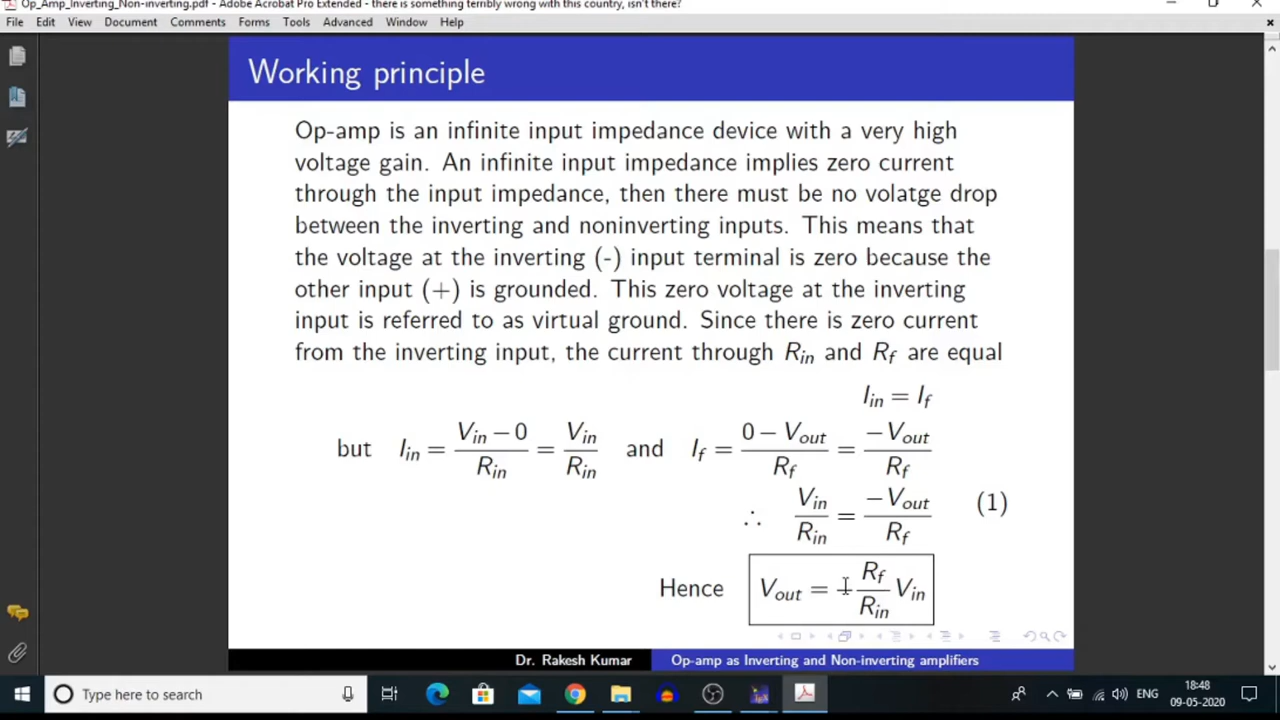 Op_Amp_Inverting_Non-inverting.pdf - Adobe Acrobat Pro Extended - there is something terribly wrong with this country, isn't there?
File Edit View Document Comments Forms Tools Advanced Window Help
Working principle
Op-amp is an infinite input impedance device with a very high
voltage gain. An infinite input impedance implies zero current
through the input impedance, then there must be no volatge drop
between the inverting and noninverting inputs. This means that
the voltage at the inverting (-) input terminal is zero because the
other input (+) is grounded. This zero voltage at the inverting
input is referred to as virtual ground. Since there is zero current
from the inverting input, the current through R_in and R_f are equal
I_in = I_f
but I_in = (V_in − 0)/R_in = V_in/R_in and I_f = (0 − V_out)/R_f = −V_out/R_f
∴ V_in/R_in = −V_out/R_f (1)
Hence V_out = − R_f/R_in V_in
Dr. Rakesh Kumar Op-amp as Inverting and Non-inverting amplifiers
Type here to search ENG 18:48
09-05-2020